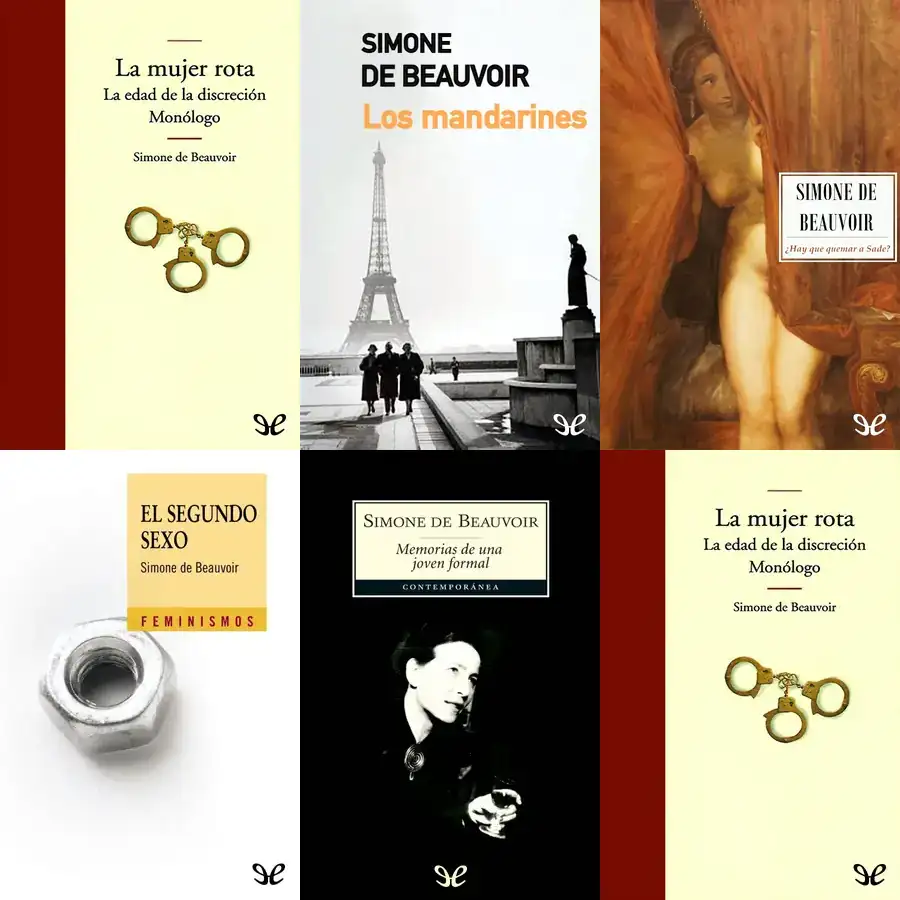 La mujer rota
La edad de la discreción
Monólogo
Simone de Beauvoir
SIMONE
DE BEAUVOIR
Los mandarines
SIMONE DE
BEAUVOIR
¿Hay que quemar a Sade?
EL SEGUNDO
SEXO
Simone de Beauvoir
FEMINISMOS
SIMONE DE BEAUVOIR
Memorias de una
joven formal
CONTEMPORÁNEA
La mujer rota
La edad de la discreción
Monólogo
Simone de Beauvoir